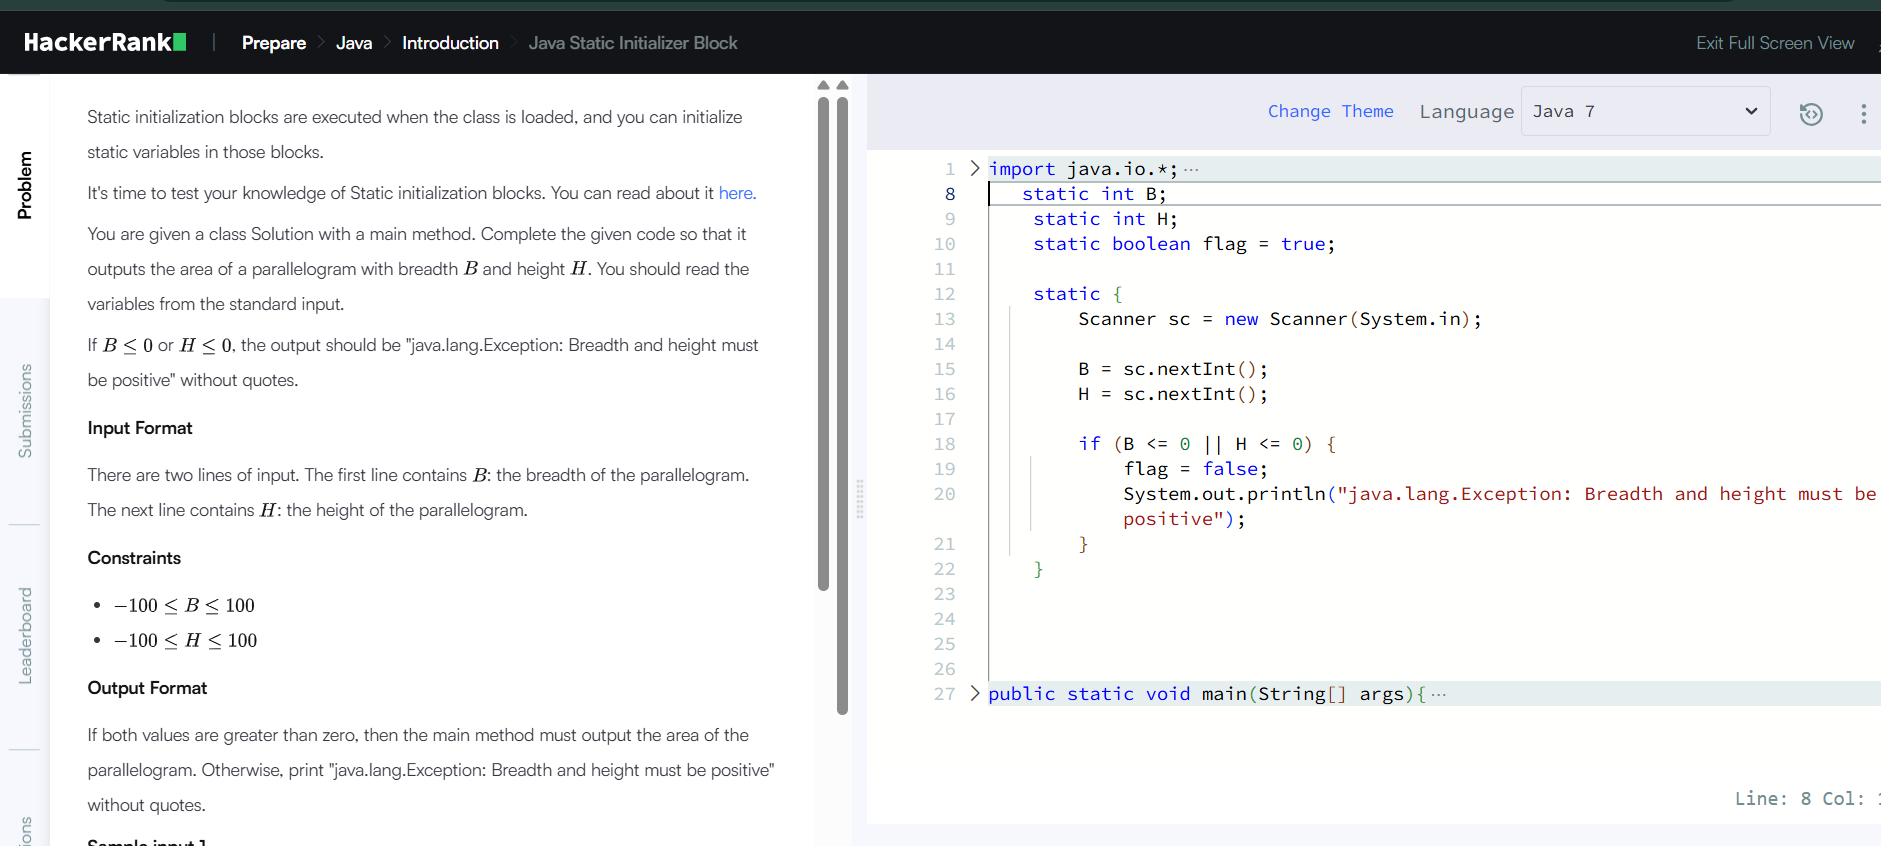 HackerRank | Prepare > Java > Introduction > Java Static Initializer Block Exit Full Screen View
Problem
Submissions
Leaderboard
Static initialization blocks are executed when the class is loaded, and you can initialize
static variables in those blocks.
It's time to test your knowledge of Static initialization blocks. You can read about it here.
You are given a class Solution with a main method. Complete the given code so that it
outputs the area of a parallelogram with breadth B and height H. You should read the
variables from the standard input.
If B ≤ 0 or H ≤ 0, the output should be "java.lang.Exception: Breadth and height must
be positive" without quotes.
Input Format
There are two lines of input. The first line contains B: the breadth of the parallelogram.
The next line contains H: the height of the parallelogram.
Constraints
• −100 ≤ B ≤ 100
• −100 ≤ H ≤ 100
Output Format
If both values are greater than zero, then the main method must output the area of the
parallelogram. Otherwise, print "java.lang.Exception: Breadth and height must be positive"
without quotes.
Sample input 1
Change Theme Language Java 7
1 > import java.io.*; ...
8 static int B;
9 static int H;
10 static boolean flag = true;
11
12 static {
13 Scanner sc = new Scanner(System.in);
14
15 B = sc.nextInt();
16 H = sc.nextInt();
17
18 if (B <= 0 || H <= 0) {
19 flag = false;
20 System.out.println("java.lang.Exception: Breadth and height must be
positive");
21 }
22 }
23
24
25
26
27 > public static void main(String[] args){ ...
Line: 8 Col: